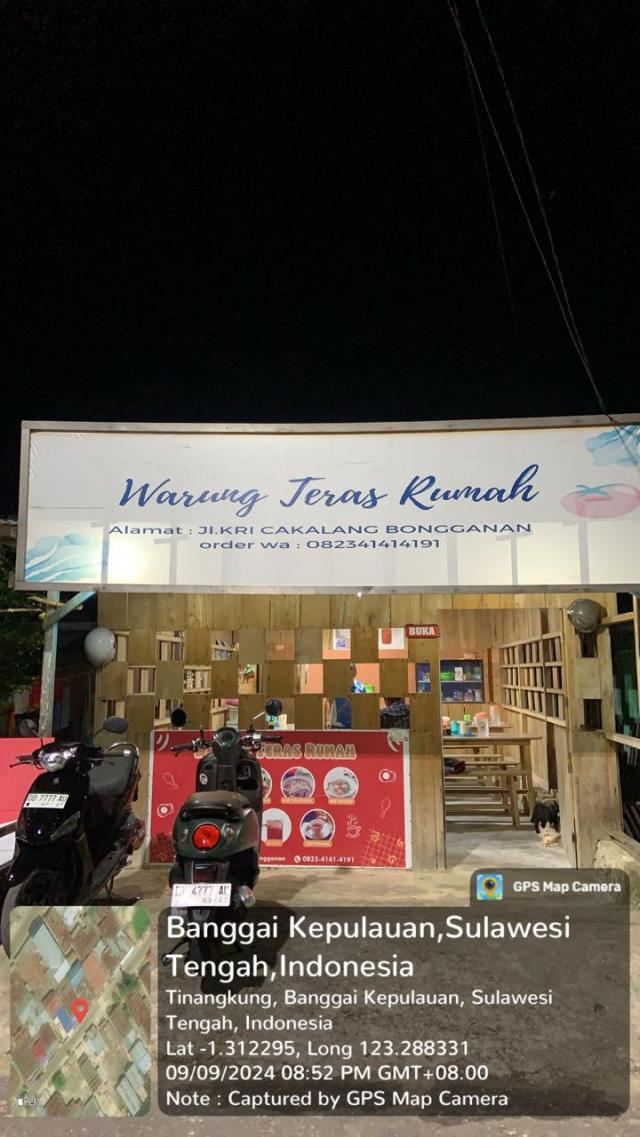 Warung Teras Rumah
Alamat : Jl.KRI CAKALANG BONGGANAN
order wa : 082341414191
BUKA
TERAS RUMAH
0823-4141-4191
DD 7777 AU
4777 AI
GPS Map Camera
Banggai Kepulauan,Sulawesi
Tengah,Indonesia
Tinangkung, Banggai Kepulauan, Sulawesi
Tengah, Indonesia
Lat -1.312295, Long 123.288331
09/09/2024 08:52 PM GMT+08.00
Note : Captured by GPS Map Camera